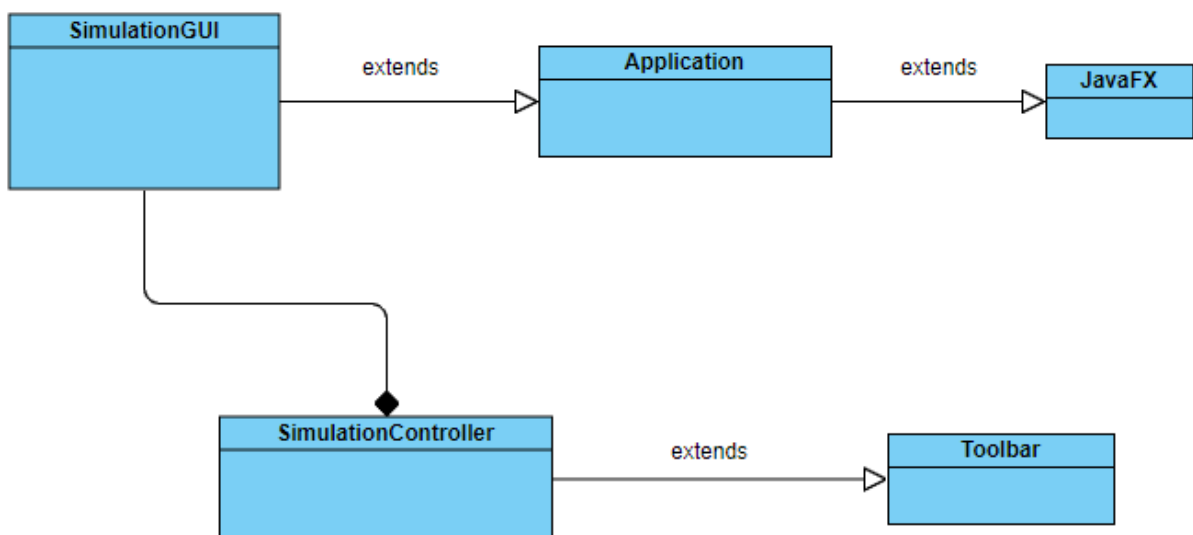 SimulationGUI
extends
Application
extends
JavaFX
SimulationController
extends
Toolbar